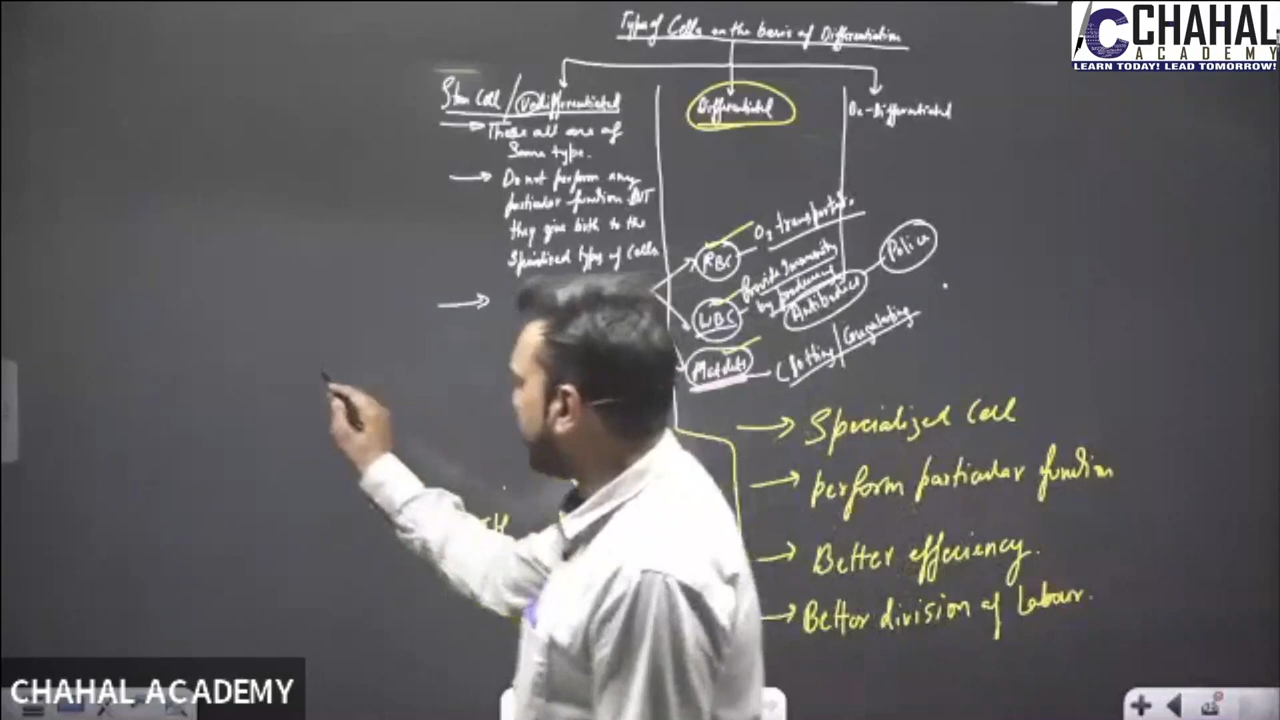 CHAHAL
ACADEMY
LEARN TODAY! LEAD TOMORROW!
Types of Cells on the basis of Differentiation
Stem Cell / Undifferentiated
→ These all are of
Same type.
→ Do not perform any
particular function BUT
they give birth to the
Specialized types of Cells.
→
Differentiated
De-Differentiated
RBC — O2 transportation
WBC — Provide Immunity
by producing
Antibodies
Police
Platelets — Clotting/Coagulating
→ Specialized Cell
→ perform particular function
→ Better efficiency.
→ Better division of Labour.
CHAHAL ACADEMY